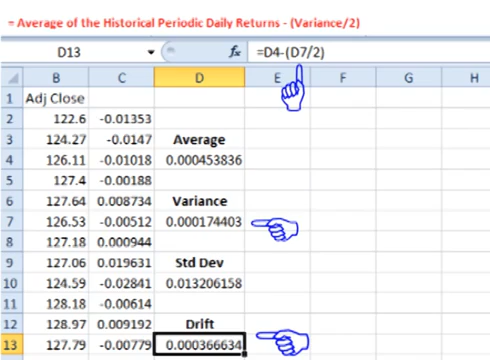 = Average of the Historical Periodic Daily Returns - (Variance/2)
D13 fx =D4-(D7/2)
B C D E F G H
1 Adj Close
2 122.6 -0.01353
3 124.27 -0.0147 Average
4 126.11 -0.01018 0.000453836
5 127.4 -0.00188
6 127.64 0.008734 Variance
7 126.53 -0.00512 0.000174403
8 127.18 0.000944
9 127.06 0.019631 Std Dev
10 124.59 -0.02841 0.013206158
11 128.18 -0.00614
12 128.97 0.009192 Drift
13 127.79 -0.00779 0.000366634